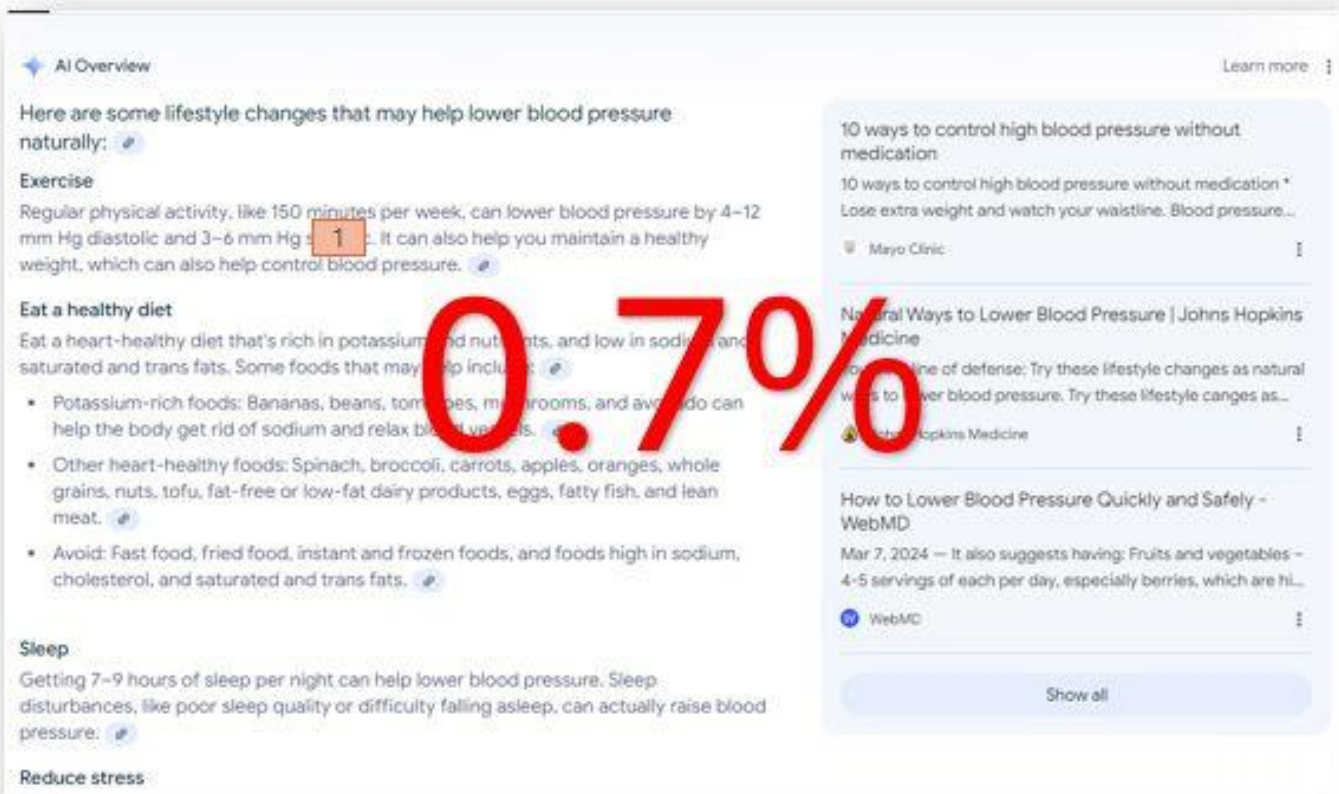 AI Overview
Learn more
Here are some lifestyle changes that may help lower blood pressure
naturally:
Exercise
Regular physical activity, like 150 minutes per week, can lower blood pressure by 4–12
mm Hg diastolic and 3–6 mm Hg 1 . It can also help you maintain a healthy
weight, which can also help control blood pressure.
Eat a healthy diet
Eat a heart-healthy diet that's rich in potassium and nutrients, and low in sodium and
saturated and trans fats. Some foods that may help include:
• Potassium-rich foods: Bananas, beans, tomatoes, mushrooms, and avocado can
help the body get rid of sodium and relax blood vessels.
• Other heart-healthy foods: Spinach, broccoli, carrots, apples, oranges, whole
grains, nuts, tofu, fat-free or low-fat dairy products, eggs, fatty fish, and lean
meat.
• Avoid: Fast food, fried food, instant and frozen foods, and foods high in sodium,
cholesterol, and saturated and trans fats.
Sleep
Getting 7–9 hours of sleep per night can help lower blood pressure. Sleep
disturbances, like poor sleep quality or difficulty falling asleep, can actually raise blood
pressure.
Reduce stress
0.7%
10 ways to control high blood pressure without
medication
10 ways to control high blood pressure without medication *
Lose extra weight and watch your waistline. Blood pressure...
Mayo Clinic
Natural Ways to Lower Blood Pressure | Johns Hopkins
Medicine
line of defense: Try these lifestyle changes as natural
ways to lower blood pressure. Try these lifestyle canges as...
Johns Hopkins Medicine
How to Lower Blood Pressure Quickly and Safely -
WebMD
Mar 7, 2024 — It also suggests having: Fruits and vegetables –
4-5 servings of each per day, especially berries, which are hi...
WebMD
Show all